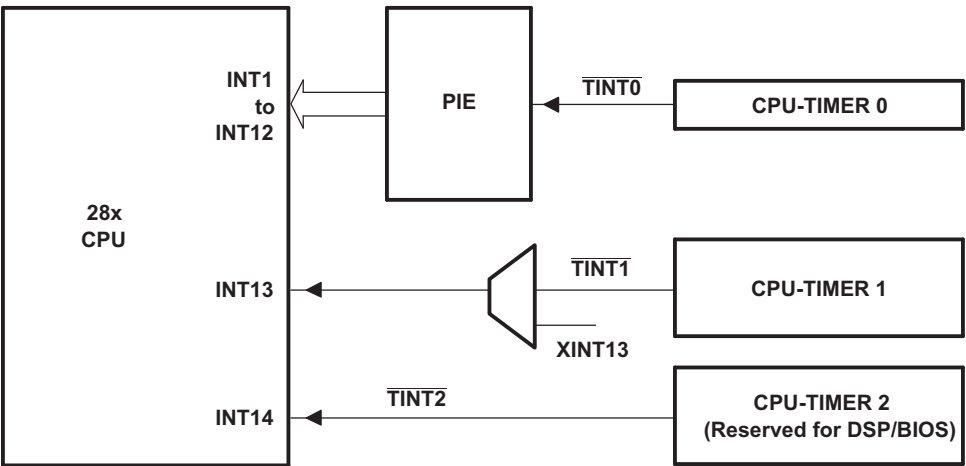 INT1
to
INT12
PIE
TINT0
CPU-TIMER 0
28x
CPU
INT13
TINT1
CPU-TIMER 1
XINT13
INT14
TINT2
CPU-TIMER 2
(Reserved for DSP/BIOS)